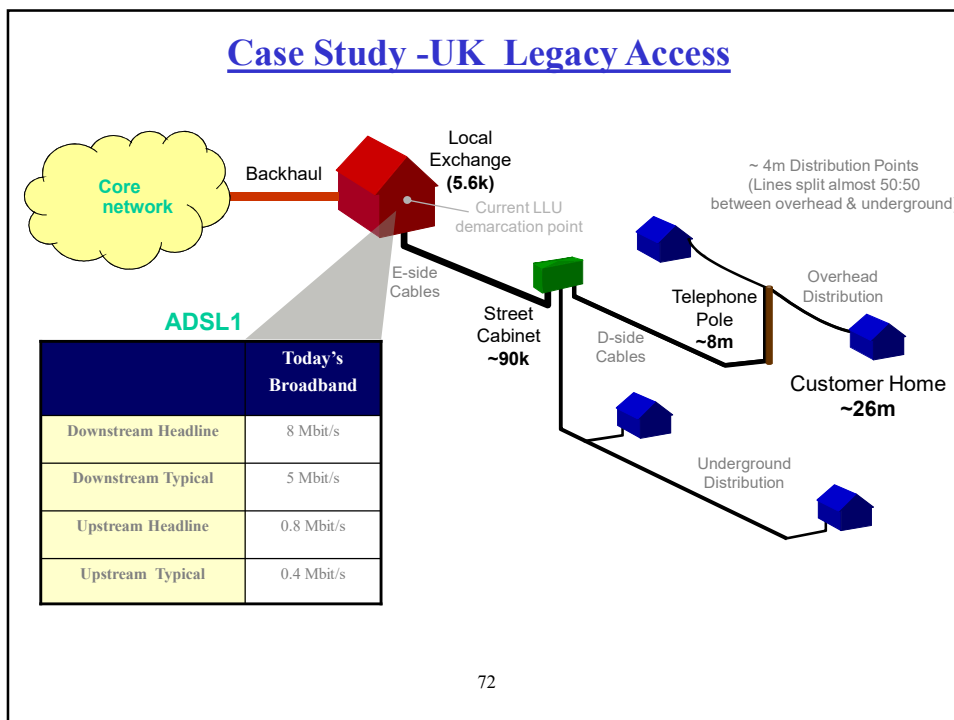 Case Study -UK Legacy Access
Core
network
Backhaul
Local
Exchange
(5.6k)
Current LLU
demarcation point
~ 4m Distribution Points
(Lines split almost 50:50
between overhead & underground
E-side
Cables
Street
Cabinet
~90k
D-side
Cables
Telephone
Pole
~8m
Overhead
Distribution
Customer Home
~26m
Underground
Distribution
ADSL1
Today's
Broadband
Downstream Headline 8 Mbit/s
Downstream Typical 5 Mbit/s
Upstream Headline 0.8 Mbit/s
Upstream Typical 0.4 Mbit/s
72